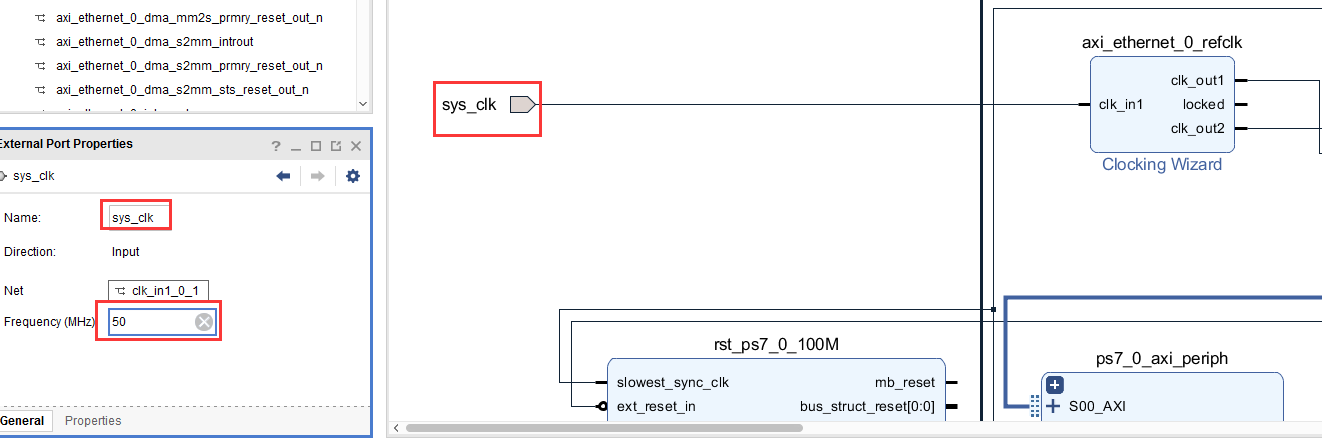 axi_ethernet_0_dma_mm2s_prmry_reset_out_n
axi_ethernet_0_dma_s2mm_introut
axi_ethernet_0_dma_s2mm_prmry_reset_out_n
axi_ethernet_0_dma_s2mm_sts_reset_out_n
External Port Properties
?
sys_clk
Name: sys_clk
Direction: Input
Net clk_in1_0_1
Frequency (MHz) 50
General Properties
sys_clk
axi_ethernet_0_refclk
clk_out1
clk_in1 locked
clk_out2
Clocking Wizard
rst_ps7_0_100M
slowest_sync_clk mb_reset
ext_reset_in bus_struct_reset[0:0]
ps7_0_axi_periph
S00_AXI